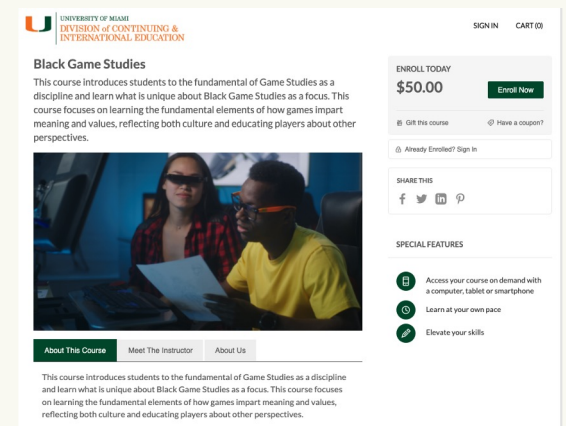 UNIVERSITY OF MIAMI
DIVISION of CONTINUING &
INTERNATIONAL EDUCATION
SIGN IN CART (0)
Black Game Studies
This course introduces students to the fundamental of Game Studies as a
discipline and learn what is unique about Black Game Studies as a focus. This
course focuses on learning the fundamental elements of how games impart
meaning and values, reflecting both culture and educating players about other
perspectives.
ENROLL TODAY
$50.00
Enroll Now
Gift this course Have a coupon?
Already Enrolled? Sign In
SHARE THIS
SPECIAL FEATURES
Access your course on demand with
a computer, tablet or smartphone
Learn at your own pace
Elevate your skills
About This Course Meet The Instructor About Us
This course introduces students to the fundamental of Game Studies as a discipline
and learn what is unique about Black Game Studies as a focus. This course focuses
on learning the fundamental elements of how games impart meaning and values,
reflecting both culture and educating players about other perspectives.